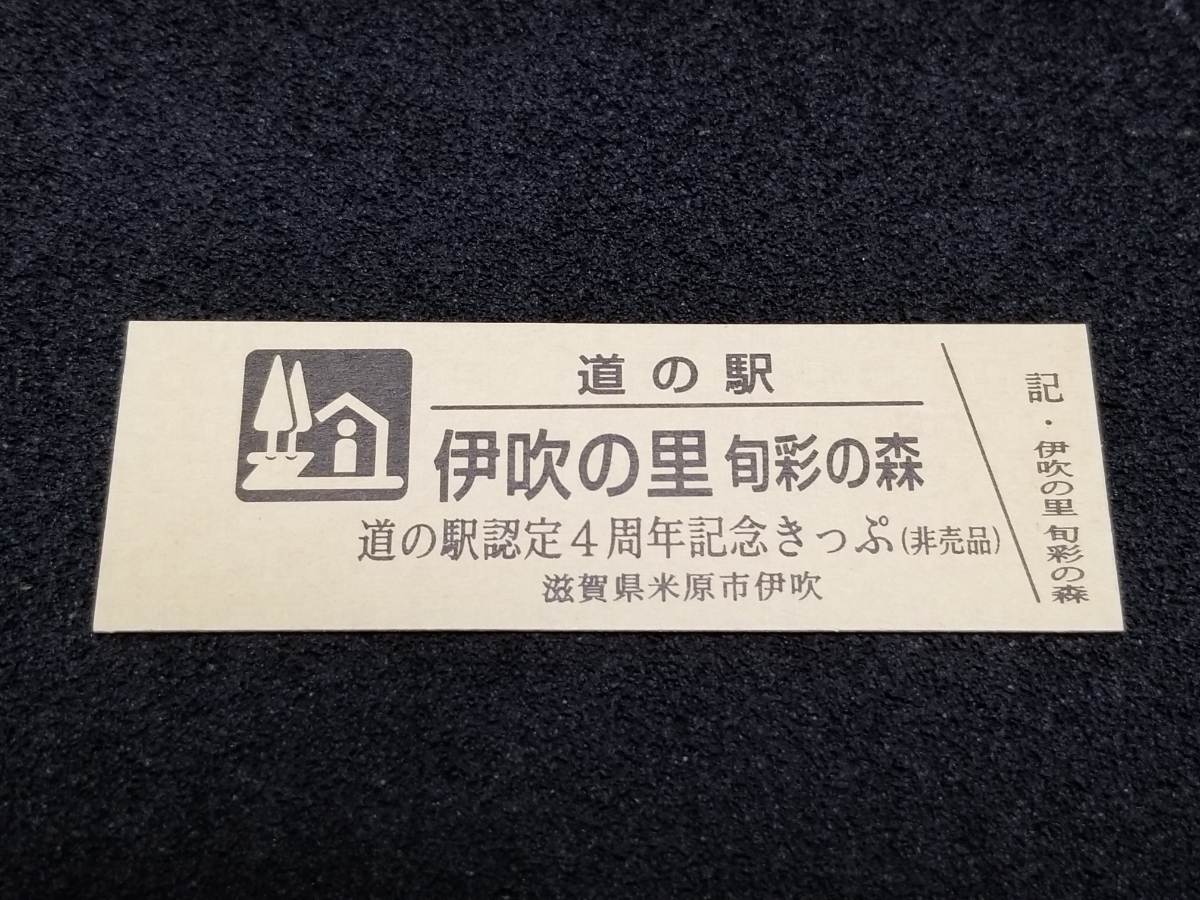 道の駅
伊吹の里 旬彩の森
道の駅認定4周年記念きっぷ(非売品)
滋賀県米原市伊吹
記・伊吹の里 旬彩の森